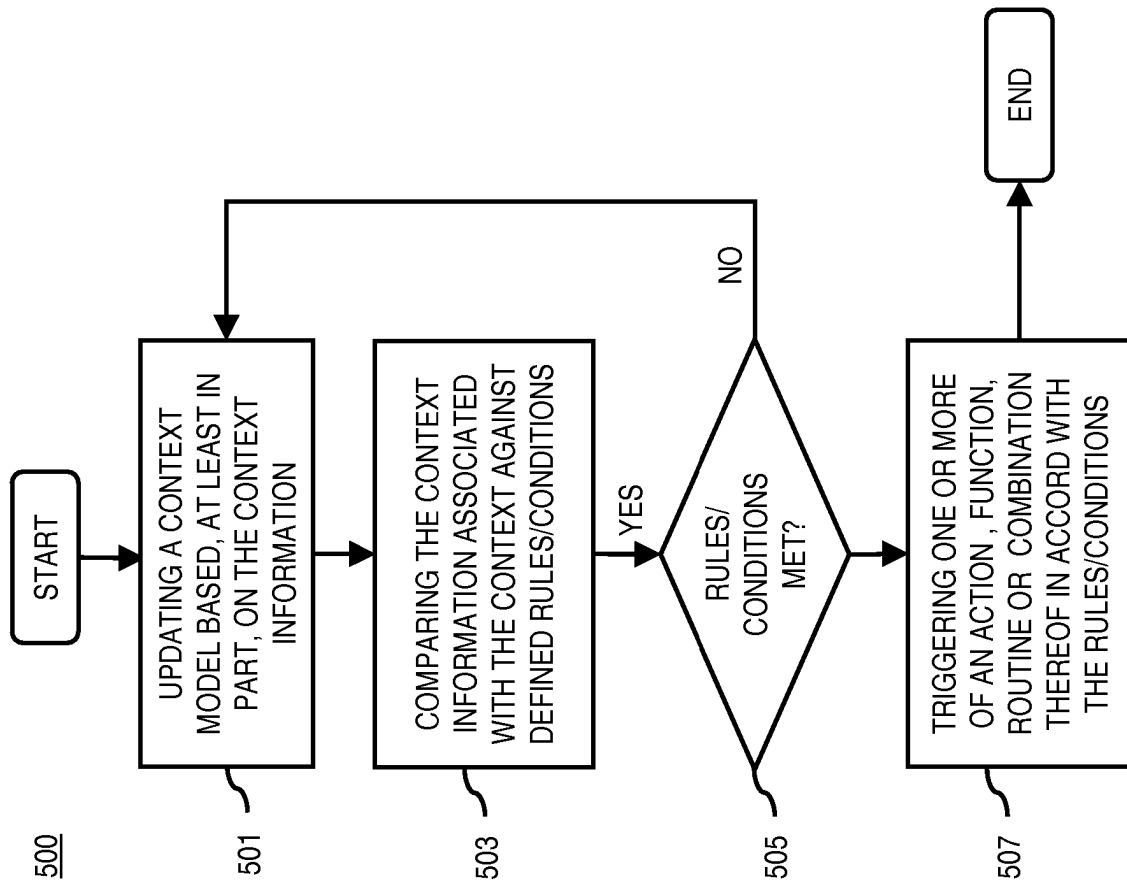 500
START
501
UPDATING A CONTEXT
MODEL BASED, AT LEAST IN
PART, ON THE CONTEXT
INFORMATION
503
COMPARING THE CONTEXT
INFORMATION ASSOCIATED
WITH THE CONTEXT AGAINST
DEFINED RULES/CONDITIONS
YES
505
RULES/
CONDITIONS
MET?
NO
507
TRIGGERING ONE OR MORE
OF AN ACTION , FUNCTION,
ROUTINE OR COMBINATION
THEREOF IN ACCORD WITH
THE RULES/CONDITIONS
END